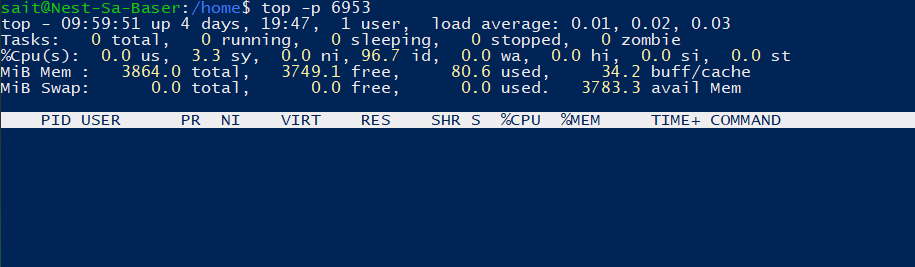 sait@Nest-Sa-Baser:/home$ top -p 6953
top - 09:59:51 up 4 days, 19:47,  1 user,  load average: 0.01, 0.02, 0.03
Tasks:   0 total,   0 running,   0 sleeping,   0 stopped,   0 zombie
%Cpu(s):  0.0 us,  3.3 sy,  0.0 ni, 96.7 id,  0.0 wa,  0.0 hi,  0.0 si,  0.0 st
MiB Mem :   3864.0 total,   3749.1 free,     80.6 used,     34.2 buff/cache
MiB Swap:      0.0 total,      0.0 free,      0.0 used.   3783.3 avail Mem
PID USER      PR  NI    VIRT    RES    SHR S  %CPU  %MEM     TIME+ COMMAND